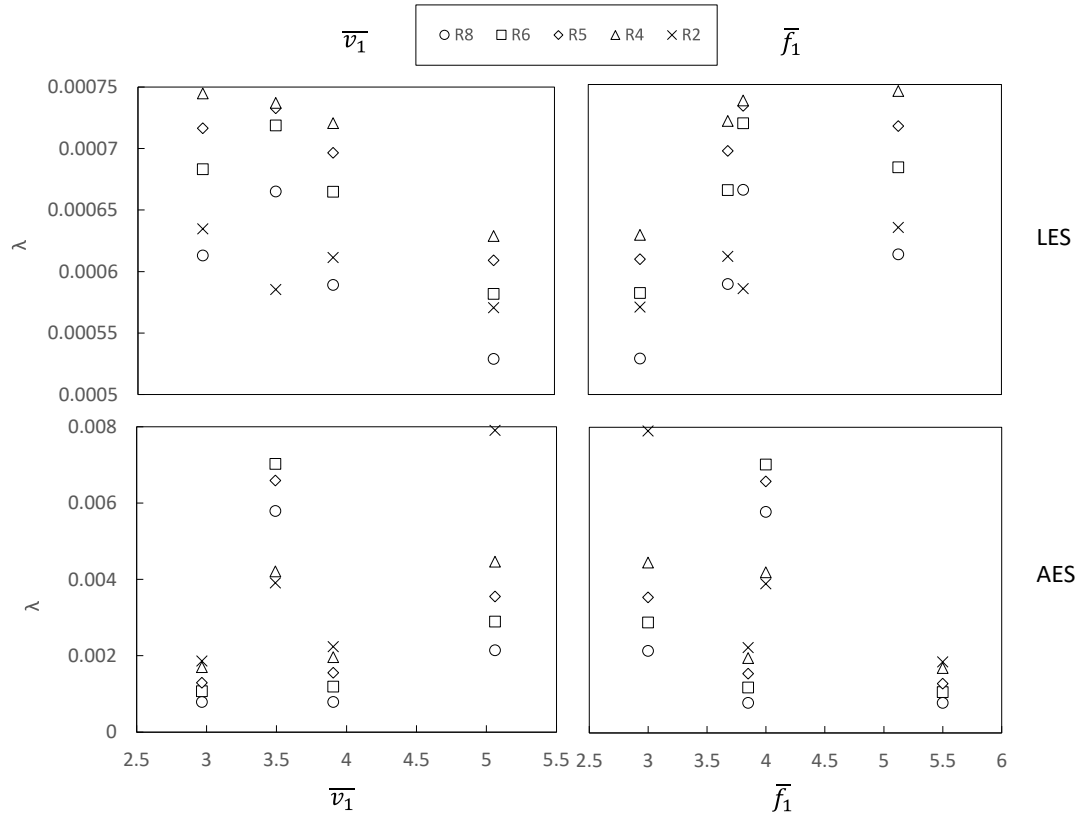 v̅₁ ○ R8 □ R6 ◇ R5 △ R4 × R2 f̅₁
0.00075
0.0007
0.00065
λ 0.0006 LES
0.00055
0.0005
0.008
0.006
0.004 AES
λ
0.002
0
2.5 3 3.5 4 4.5 5 5.5 2.5 3 3.5 4 4.5 5 5.5 6
v̅₁ f̅₁